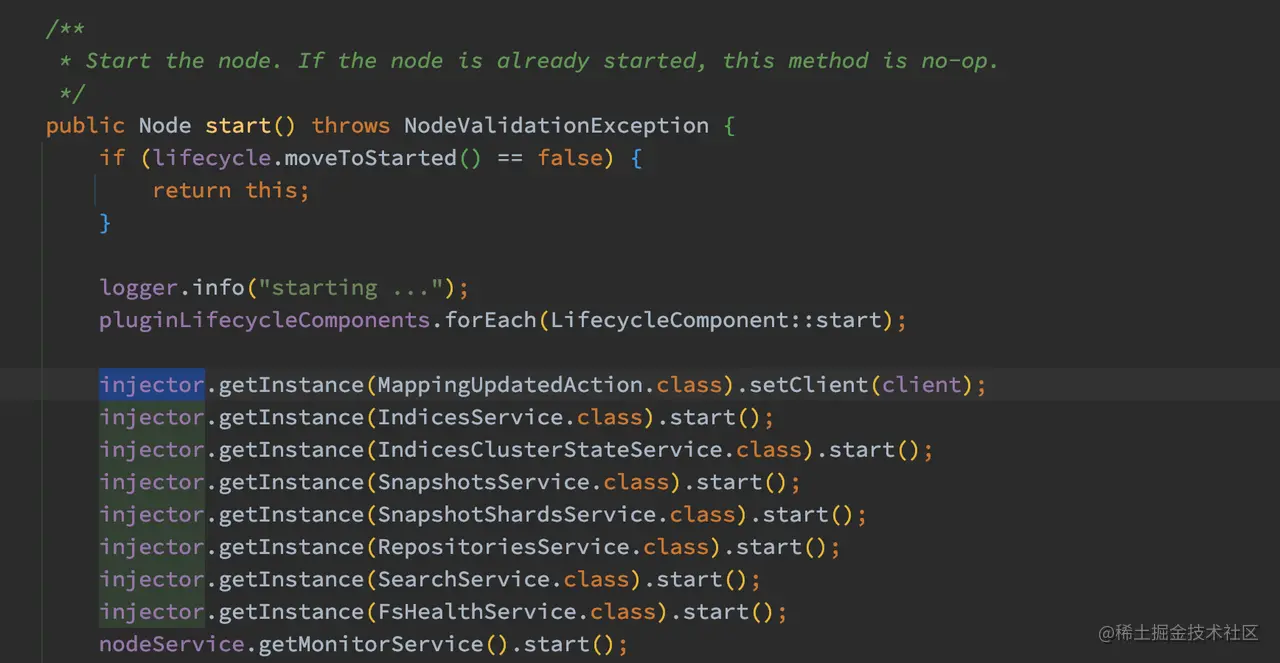 /**
 * Start the node. If the node is already started, this method is no-op.
 */
public Node start() throws NodeValidationException {
    if (lifecycle.moveToStarted() == false) {
        return this;
    }

    logger.info("starting ...");
    pluginLifecycleComponents.forEach(LifecycleComponent::start);

    injector.getInstance(MappingUpdatedAction.class).setClient(client);
    injector.getInstance(IndicesService.class).start();
    injector.getInstance(IndicesClusterStateService.class).start();
    injector.getInstance(SnapshotsService.class).start();
    injector.getInstance(SnapshotShardsService.class).start();
    injector.getInstance(RepositoriesService.class).start();
    injector.getInstance(SearchService.class).start();
    injector.getInstance(FsHealthService.class).start();
    nodeService.getMonitorService().start();
@稀土掘金技术社区